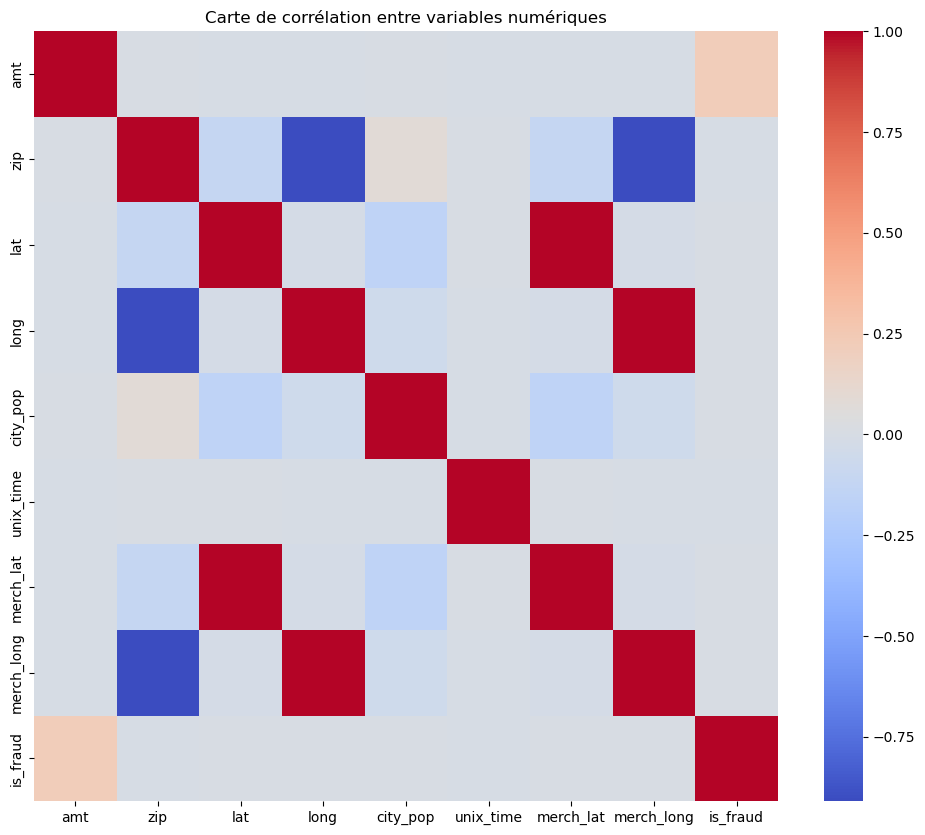 Carte de corrélation entre variables numériques
amt
zip
lat
long
city_pop
unix_time
merch_lat
merch_long
is_fraud
amt zip lat long city_pop unix_time merch_lat merch_long is_fraud
1.00
0.75
0.50
0.25
0.00
−0.25
−0.50
−0.75